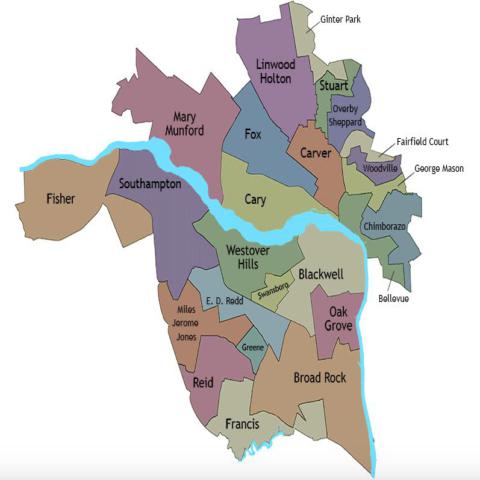 Ginter Park
Linwood
Holton
Stuart
Overby
Sheppard
Mary
Munford
Fox
Carver
Fairfield Court
Woodville
George Mason
Fisher
Southampton
Cary
Chimborazo
Westover
Hills
Blackwell
Swansboro
Bellevue
E. D. Redd
Miles
Jerome
Jones
Oak
Grove
Greene
Reid
Broad Rock
Francis